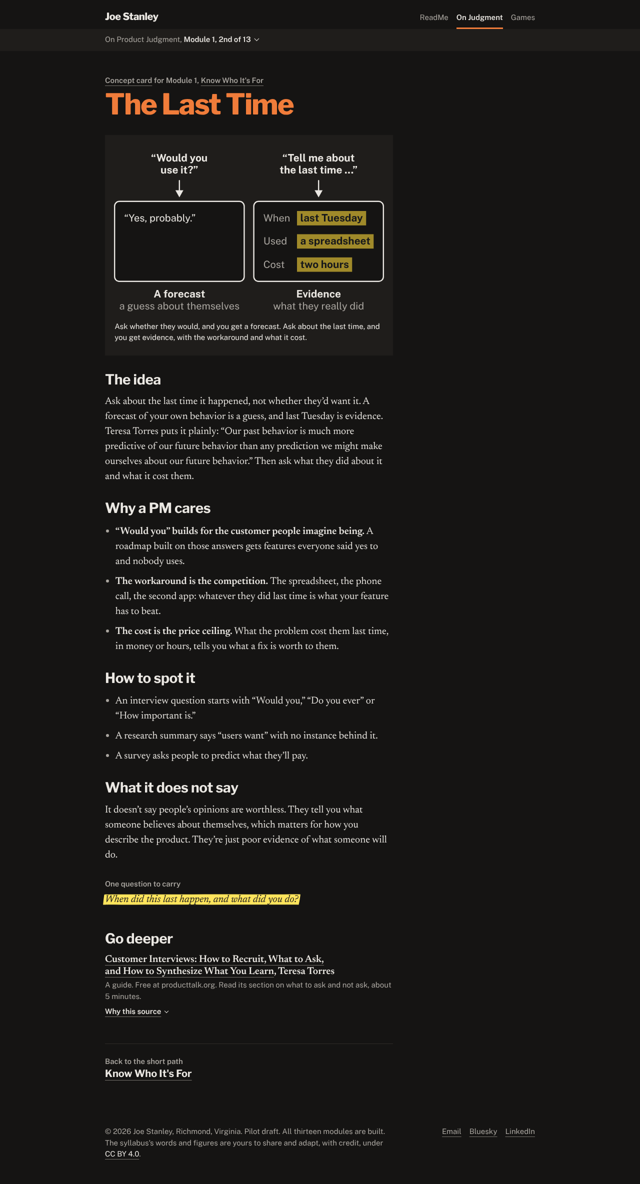 Joe Stanley
ReadMe On Judgment Games
On Product Judgment, Module 1, 2nd of 13
Concept card for Module 1, Know Who It's For
The Last Time
“Would you
use it?”
“Tell me about
the last time ...”
“Yes, probably.”
When last Tuesday
Used a spreadsheet
Cost two hours
A forecast
a guess about themselves
Evidence
what they really did
Ask whether they would, and you get a forecast. Ask about the last time, and
you get evidence, with the workaround and what it cost.
The idea
Ask about the last time it happened, not whether they’d want it. A
forecast of your own behavior is a guess, and last Tuesday is evidence.
Teresa Torres puts it plainly: “Our past behavior is much more
predictive of our future behavior than any prediction we might make
ourselves about our future behavior.” Then ask what they did about it
and what it cost them.
Why a PM cares
• “Would you” builds for the customer people imagine being. A
roadmap built on those answers gets features everyone said yes to
and nobody uses.
• The workaround is the competition. The spreadsheet, the phone
call, the second app: whatever they did last time is what your feature
has to beat.
• The cost is the price ceiling. What the problem cost them last time,
in money or hours, tells you what a fix is worth to them.
How to spot it
• An interview question starts with “Would you,” “Do you ever” or
“How important is.”
• A research summary says “users want” with no instance behind it.
• A survey asks people to predict what they’ll pay.
What it does not say
It doesn’t say people’s opinions are worthless. They tell you what
someone believes about themselves, which matters for how you
describe the product. They’re just poor evidence of what someone will
do.
One question to carry
When did this last happen, and what did you do?
Go deeper
Customer Interviews: How to Recruit, What to Ask,
and How to Synthesize What You Learn, Teresa Torres
A guide. Free at producttalk.org. Read its section on what to ask and not ask, about
5 minutes.
Why this source
Back to the short path
Know Who It's For
© 2026 Joe Stanley, Richmond, Virginia. Pilot draft. All thirteen modules are built.
The syllabus's words and figures are yours to share and adapt, with credit, under
CC BY 4.0.
Email Bluesky LinkedIn